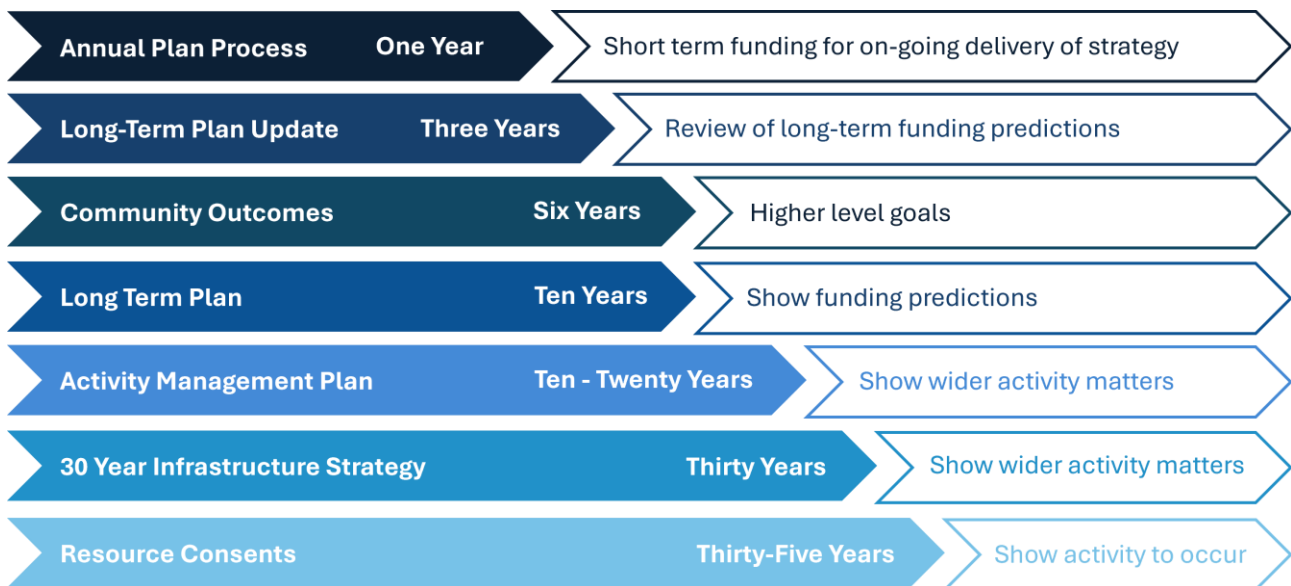 Annual Plan Process One Year Short term funding for on-going delivery of strategy
Long-Term Plan Update Three Years Review of long-term funding predictions
Community Outcomes Six Years Higher level goals
Long Term Plan Ten Years Show funding predictions
Activity Management Plan Ten - Twenty Years Show wider activity matters
30 Year Infrastructure Strategy Thirty Years Show wider activity matters
Resource Consents Thirty-Five Years Show activity to occur